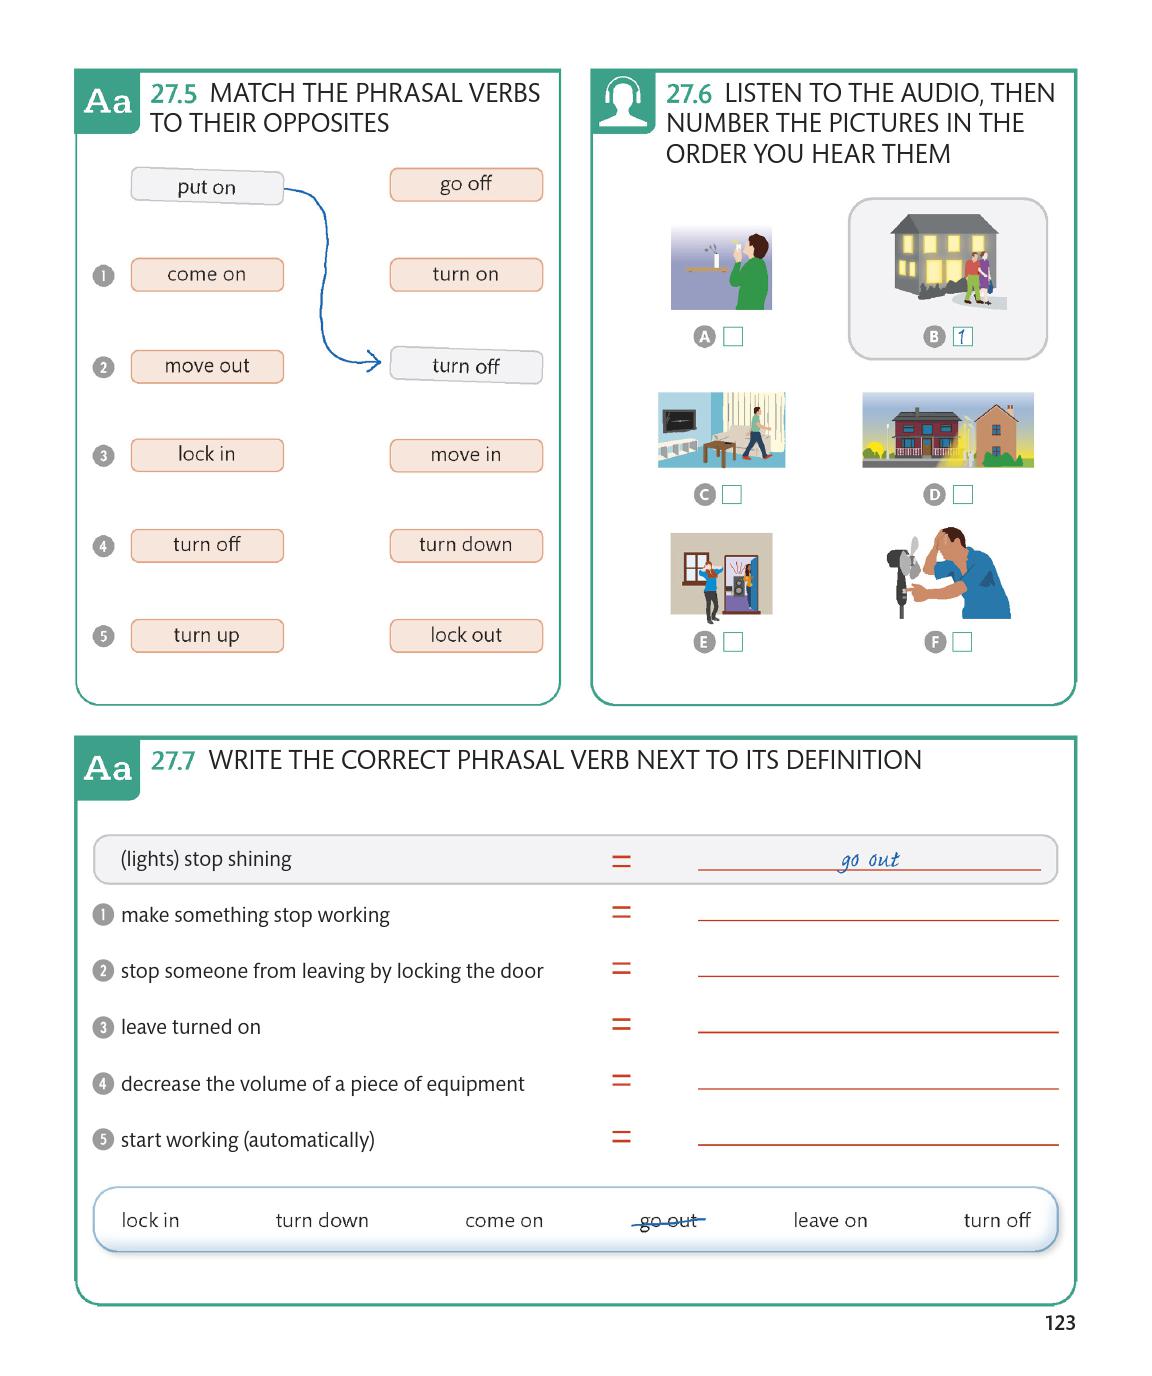 Aa 27.5 MATCH THE PHRASAL VERBS
TO THEIR OPPOSITES
put on
go off
1 come on
turn on
2 move out
turn off
3 lock in
move in
4 turn off
turn down
5 turn up
lock out
27.6 LISTEN TO THE AUDIO, THEN
NUMBER THE PICTURES IN THE
ORDER YOU HEAR THEM
A
B 1
C
D
E
F
Aa 27.7 WRITE THE CORRECT PHRASAL VERB NEXT TO ITS DEFINITION
(lights) stop shining = go out
1 make something stop working =
2 stop someone from leaving by locking the door =
3 leave turned on =
4 decrease the volume of a piece of equipment =
5 start working (automatically) =
lock in turn down come on go out leave on turn off
123